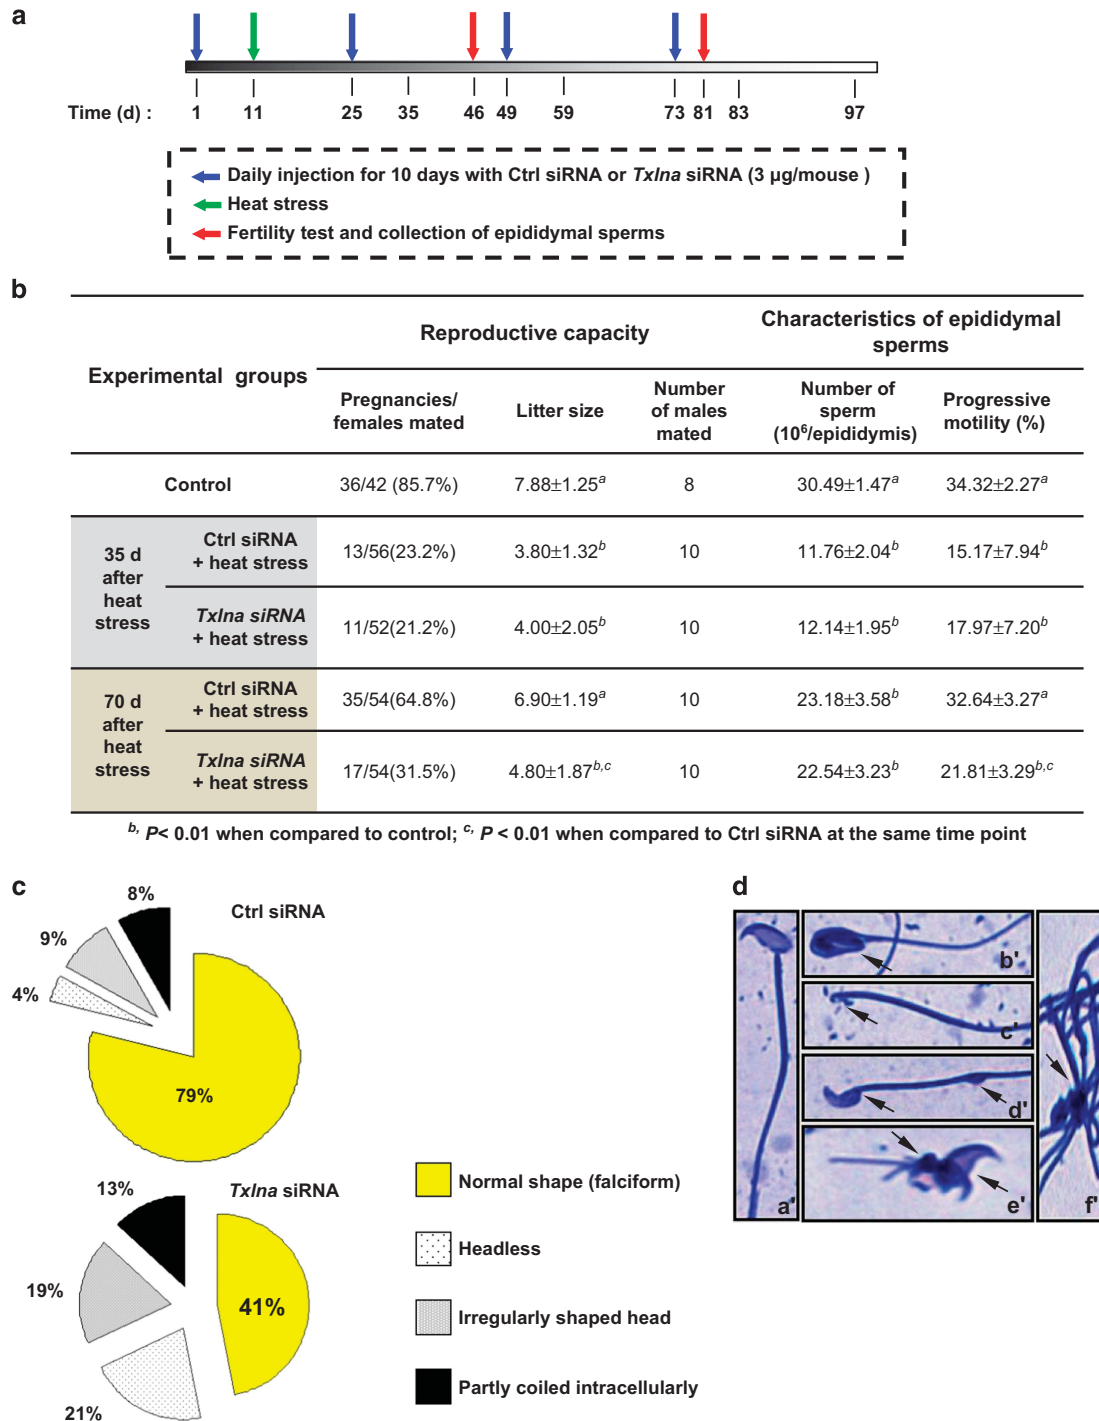 a
Time (d) : 1 11 25 35 46 49 59 73 81 83 97
Daily injection for 10 days with Ctrl siRNA or Txlna siRNA (3 µg/mouse )
Heat stress
Fertility test and collection of epididymal sperms
b
Experimental groups
Reproductive capacity
Characteristics of epididymal
sperms
Pregnancies/
females mated
Litter size
Number
of males
mated
Number of
sperm
(10⁶/epididymis)
Progressive
motility (%)
Control 36/42 (85.7%) 7.88±1.25ᵃ 8 30.49±1.47ᵃ 34.32±2.27ᵃ
35 d
after
heat
stress
Ctrl siRNA
+ heat stress
13/56(23.2%) 3.80±1.32ᵇ 10 11.76±2.04ᵇ 15.17±7.94ᵇ
Txlna siRNA
+ heat stress
11/52(21.2%) 4.00±2.05ᵇ 10 12.14±1.95ᵇ 17.97±7.20ᵇ
70 d
after
heat
stress
Ctrl siRNA
+ heat stress
35/54(64.8%) 6.90±1.19ᵃ 10 23.18±3.58ᵇ 32.64±3.27ᵃ
Txlna siRNA
+ heat stress
17/54(31.5%) 4.80±1.87ᵇ,ᶜ 10 22.54±3.23ᵇ 21.81±3.29ᵇ,ᶜ
ᵇ, P< 0.01 when compared to control; ᶜ, P < 0.01 when compared to Ctrl siRNA at the same time point
c
Ctrl siRNA
8%
9%
4%
79%
Txlna siRNA
13%
19%
41%
21%
Normal shape (falciform)
Headless
Irregularly shaped head
Partly coiled intracellularly
d
a'
b'
c'
d'
e'
f'